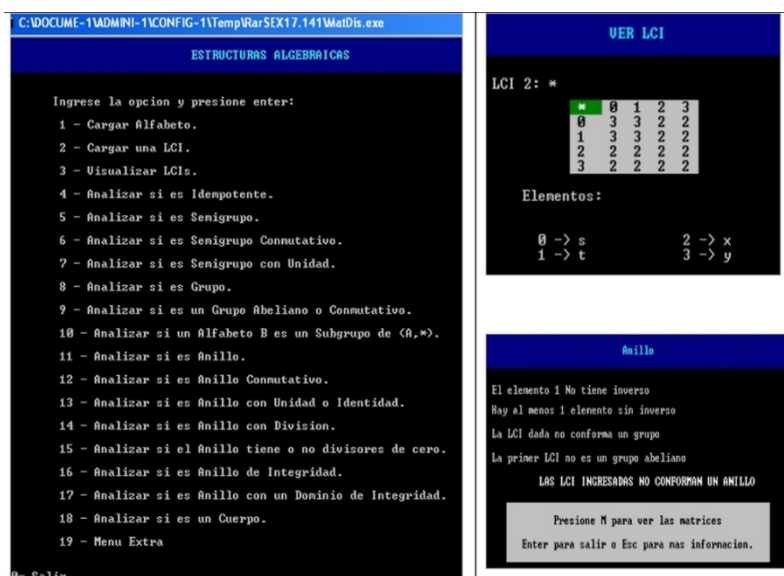 C:\DOCUME~1\ADMINI~1\CONFIG~1\Temp\Rar$EX17.141\MatDis.exe
ESTRUCTURAS ALGEBRAICAS
Ingrese la opcion y presione enter:
1 - Cargar Alfabeto.
2 - Cargar una LCI.
3 - Visualizar LCIs.
4 - Analizar si es Idempotente.
5 - Analizar si es Semigrupo.
6 - Analizar si es Semigrupo Conmutativo.
7 - Analizar si es Semigrupo con Unidad.
8 - Analizar si es Grupo.
9 - Analizar si es un Grupo Abeliano o Conmutativo.
10 - Analizar si un Alfabeto B es un Subgrupo de <A,*>.
11 - Analizar si es Anillo.
12 - Analizar si es Anillo Conmutativo.
13 - Analizar si es Anillo con Unidad o Identidad.
14 - Analizar si es Anillo con Division.
15 - Analizar si el Anillo tiene o no divisores de cero.
16 - Analizar si es Anillo de Integridad.
17 - Analizar si es Anillo con un Dominio de Integridad.
18 - Analizar si es un Cuerpo.
19 - Menu Extra
0- Salir
VER LCI
LCI 2: *
* 0 1 2 3
0 3 3 2 2
1 3 3 2 2
2 2 2 2 2
3 2 2 2 2
Elementos:
0 -> s 2 -> x
1 -> t 3 -> y
Anillo
El elemento 1 No tiene inverso
Hay al menos 1 elemento sin inverso
La LCI dada no conforma un grupo
La primer LCI no es un grupo abeliano
LAS LCI INGRESADAS NO CONFORMAN UN ANILLO
Presione M para ver las matrices
Enter para salir o Esc para mas informacion.